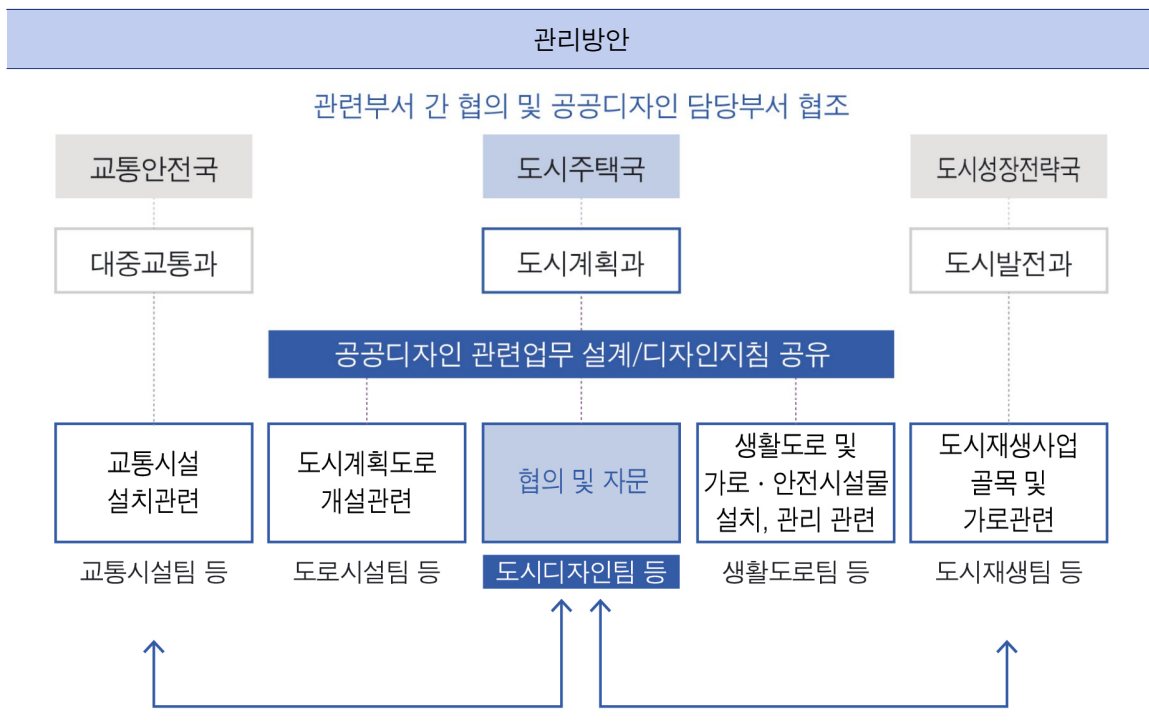 관리방안
관련부서 간 협의 및 공공디자인 담당부서 협조
교통안전국
도시주택국
도시성장전략국
대중교통과
도시계획과
도시발전과
공공디자인 관련업무 설계/디자인지침 공유
교통시설
설치관련
도시계획도로
개설관련
협의 및 자문
생활도로 및
가로 · 안전시설물
설치, 관리 관련
도시재생사업
골목 및
가로관련
교통시설팀 등
도로시설팀 등
도시디자인팀 등
생활도로팀 등
도시재생팀 등